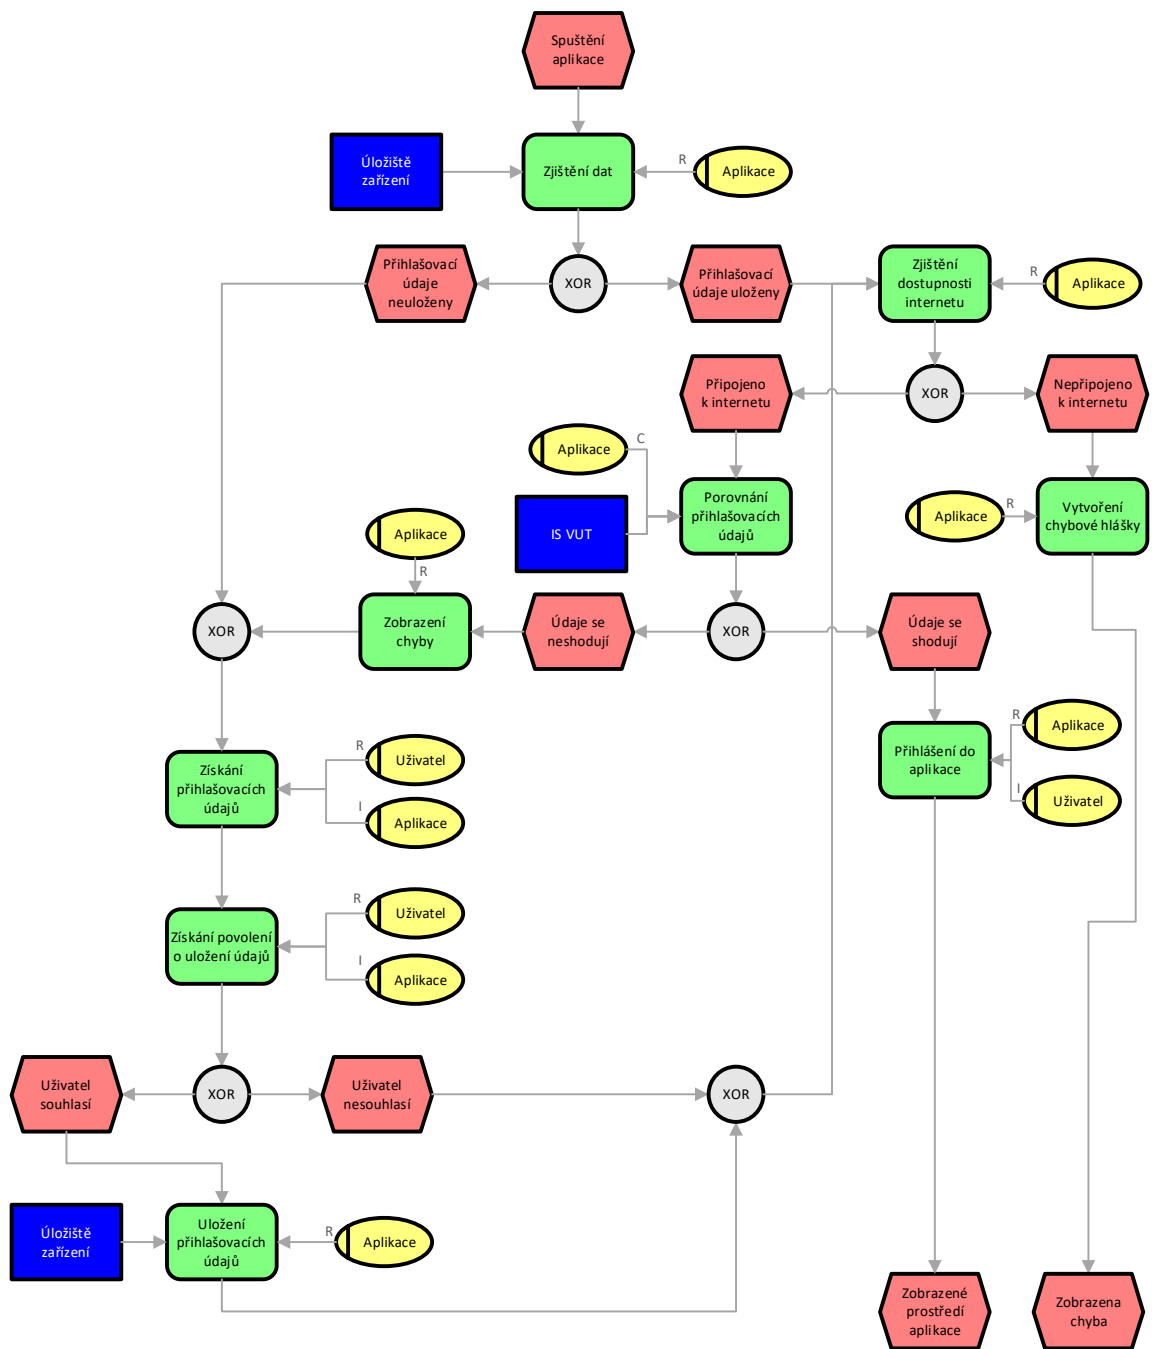 Spuštění
aplikace
Úložiště
zařízení
Zjištění dat
R
Aplikace
Přihlašovací
údaje
neuloženy
XOR
Přihlašovací
údaje uloženy
Zjištění
dostupnosti
internetu
R
Aplikace
Připojeno
k internetu
XOR
Nepřipojeno
k internetu
Aplikace
C
IS VUT
Porovnání
přihlašovacích
údajů
Aplikace
R
Vytvoření
chybové hlášky
Aplikace
R
XOR
Zobrazení
chyby
Údaje se
neshodují
XOR
Údaje se
shodují
Získání
přihlašovacích
údajů
R
Uživatel
I
Aplikace
Přihlášení do
aplikace
R
Aplikace
I
Uživatel
Získání povolení
o uložení údajů
R
Uživatel
I
Aplikace
Uživatel
souhlasí
XOR
Uživatel
nesouhlasí
XOR
Úložiště
zařízení
Uložení
přihlašovacích
údajů
R
Aplikace
Zobrazené
prostředí
aplikace
Zobrazena
chyba